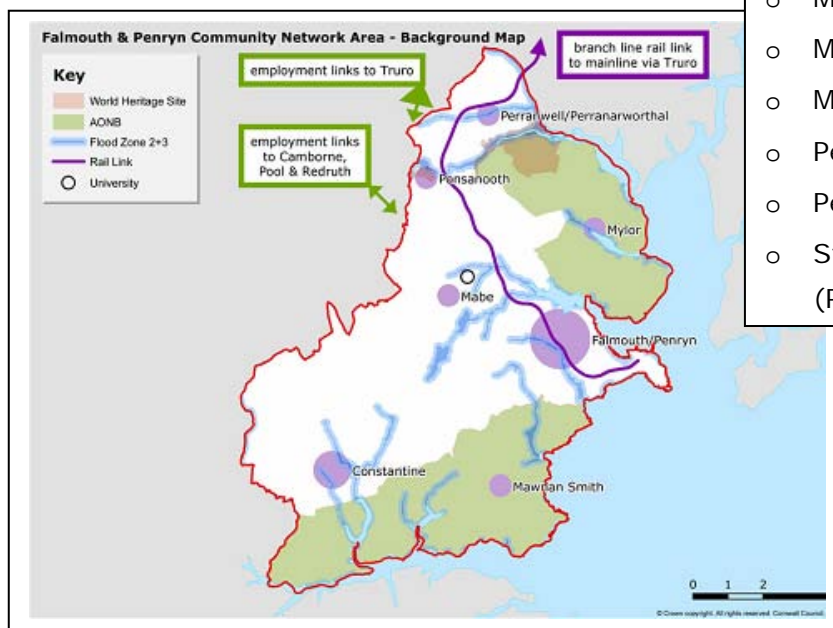 Falmouth & Penryn Community Network Area - Background Map
Key
World Heritage Site
AONB
Flood Zone 2+3
Rail Link
University
employment links to Truro
branch line rail link
to mainline via Truro
employment links
to Camborne,
Pool & Redruth
Perranwell/Perranarworthal
Ponsanooth
Mylor
Mabe
Falmouth/Penryn
Constantine
Mawnan Smith
0 1 2
© Crown copyright. All rights reserved. Cornwall Council,
o
o
o
o
o
o